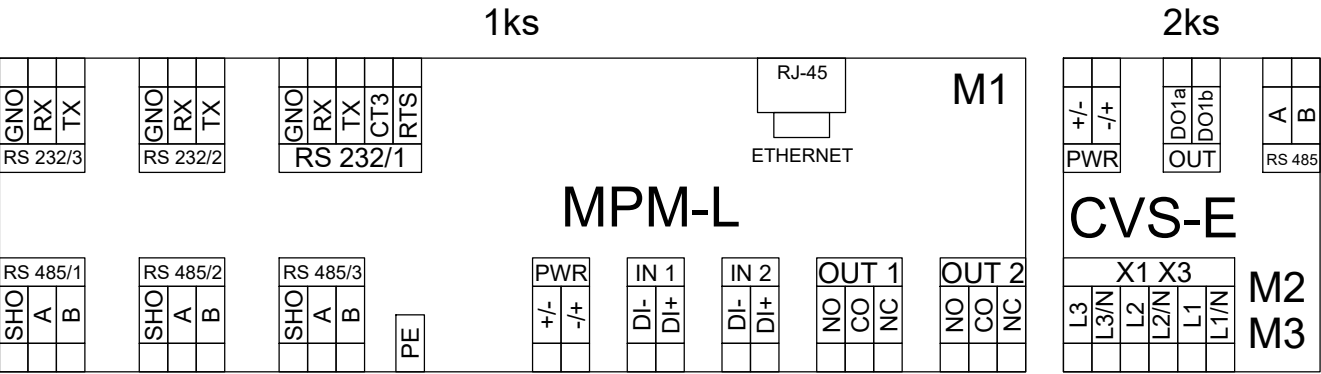 1ks
2ks
GNO RX TX
RS 232/3
GNO RX TX
RS 232/2
GNO RX TX CT3 RTS
RS 232/1
RJ-45
ETHERNET
M1
MPM-L
RS 485/1
SHO A B
RS 485/2
SHO A B
RS 485/3
SHO A B
PE
PWR
+/- -/+
IN 1
DI- DI+
IN 2
DI- DI+
OUT 1
NO CO NC
OUT 2
NO CO NC
+/- -/+
PWR
DO1a DO1b
OUT
A B
RS 485
CVS-E
X1 X3
L3 L3/N L2 L2/N L1 L1/N
M2
M3